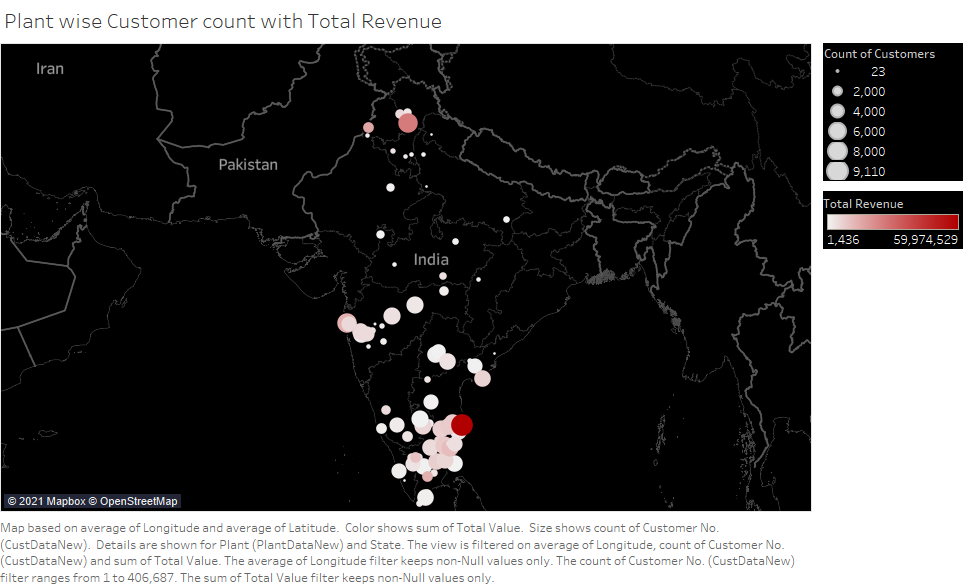 Plant wise Customer count with Total Revenue
Iran
Pakistan
India
© 2021 Mapbox © OpenStreetMap
Count of Customers
23
2,000
4,000
6,000
8,000
9,110
Total Revenue
1,436 59,974,529
Map based on average of Longitude and average of Latitude.  Color shows sum of Total Value.  Size shows count of Customer No.
(CustDataNew).  Details are shown for Plant (PlantDataNew) and State. The view is filtered on average of Longitude, count of Customer No.
(CustDataNew) and sum of Total Value. The average of Longitude filter keeps non-Null values only. The count of Customer No. (CustDataNew)
filter ranges from 1 to 406,687. The sum of Total Value filter keeps non-Null values only.